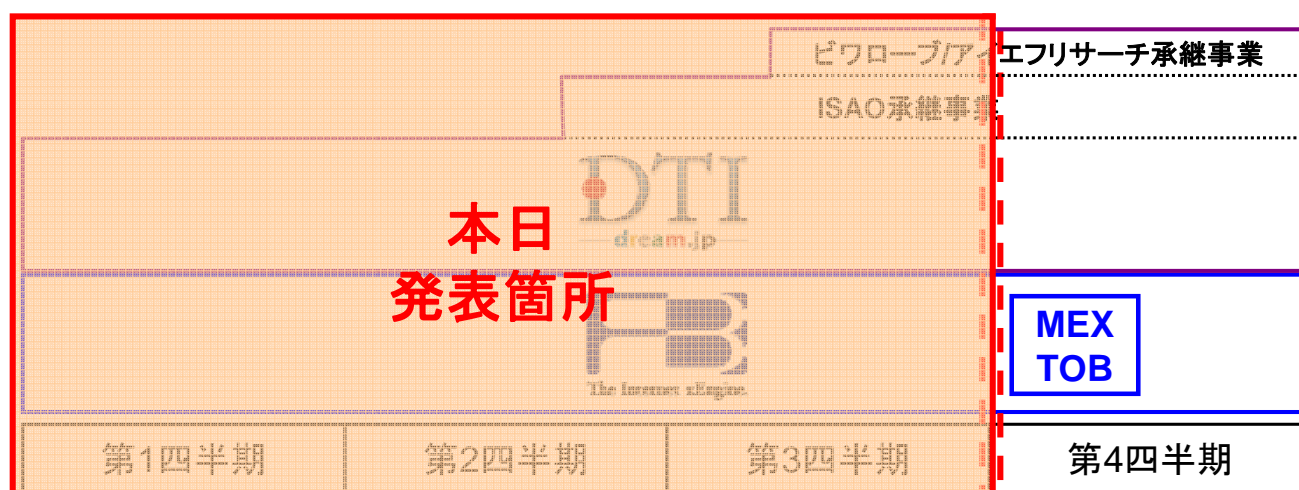 ビワローブ/アイエフリサーチ承継事業
ISAO承継事業
DTI
dream.jp
本日
発表箇所
MEX
TOB
The Internet xEngine.
第1四半期
第2四半期
第3四半期
第4四半期